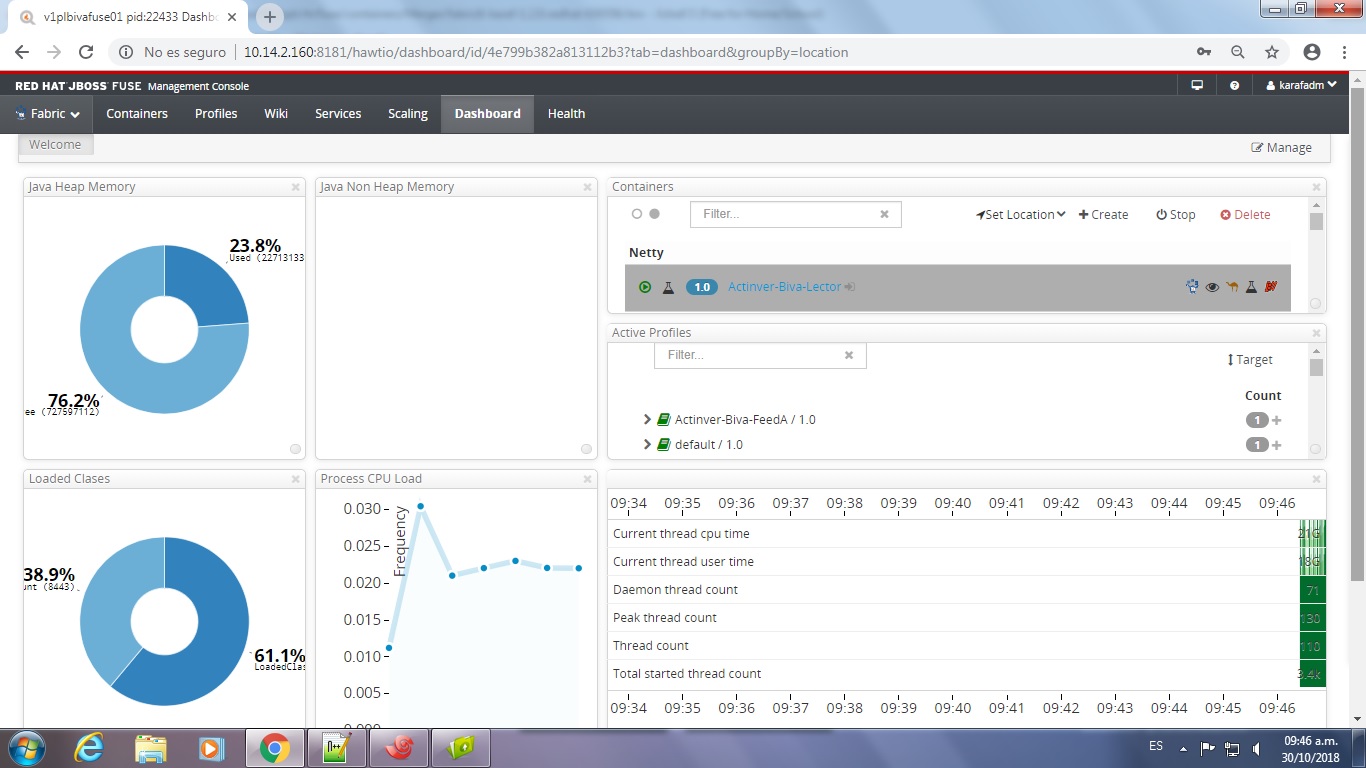 v1plbivafuse01 pid:22433 Dashbo
No es seguro 10.14.2.160:8181/hawtio/dashboard/id/4e799b382a813112b3?tab=dashboard&groupBy=location
RED HAT JBOSS FUSE Management Console
karafadm
Fabric Containers Profiles Wiki Services Scaling Dashboard Health
Welcome
Manage
Java Heap Memory
23.8%
Used (22713133
76.2%
ee (727597112)
Java Non Heap Memory
Containers
Filter...
Set Location Create Stop Delete
Netty
1.0 Actinver-Biva-Lector
Active Profiles
Filter...
Target
Count
Actinver-Biva-FeedA / 1.0 1
default / 1.0 1
Loaded Clases
38.9%
unt (8443)
61.1%
LoadedClas
Process CPU Load
Frequency
0.030
0.025
0.020
0.015
0.010
0.005
0.000
09:34 09:35 09:36 09:37 09:38 09:39 09:40 09:41 09:42 09:43 09:44 09:45 09:46
Current thread cpu time 21G
Current thread user time 18G
Daemon thread count 71
Peak thread count 130
Thread count 118
Total started thread count 3.4k
09:34 09:35 09:36 09:37 09:38 09:39 09:40 09:41 09:42 09:43 09:44 09:45 09:46
ES
09:46 a.m.
30/10/2018